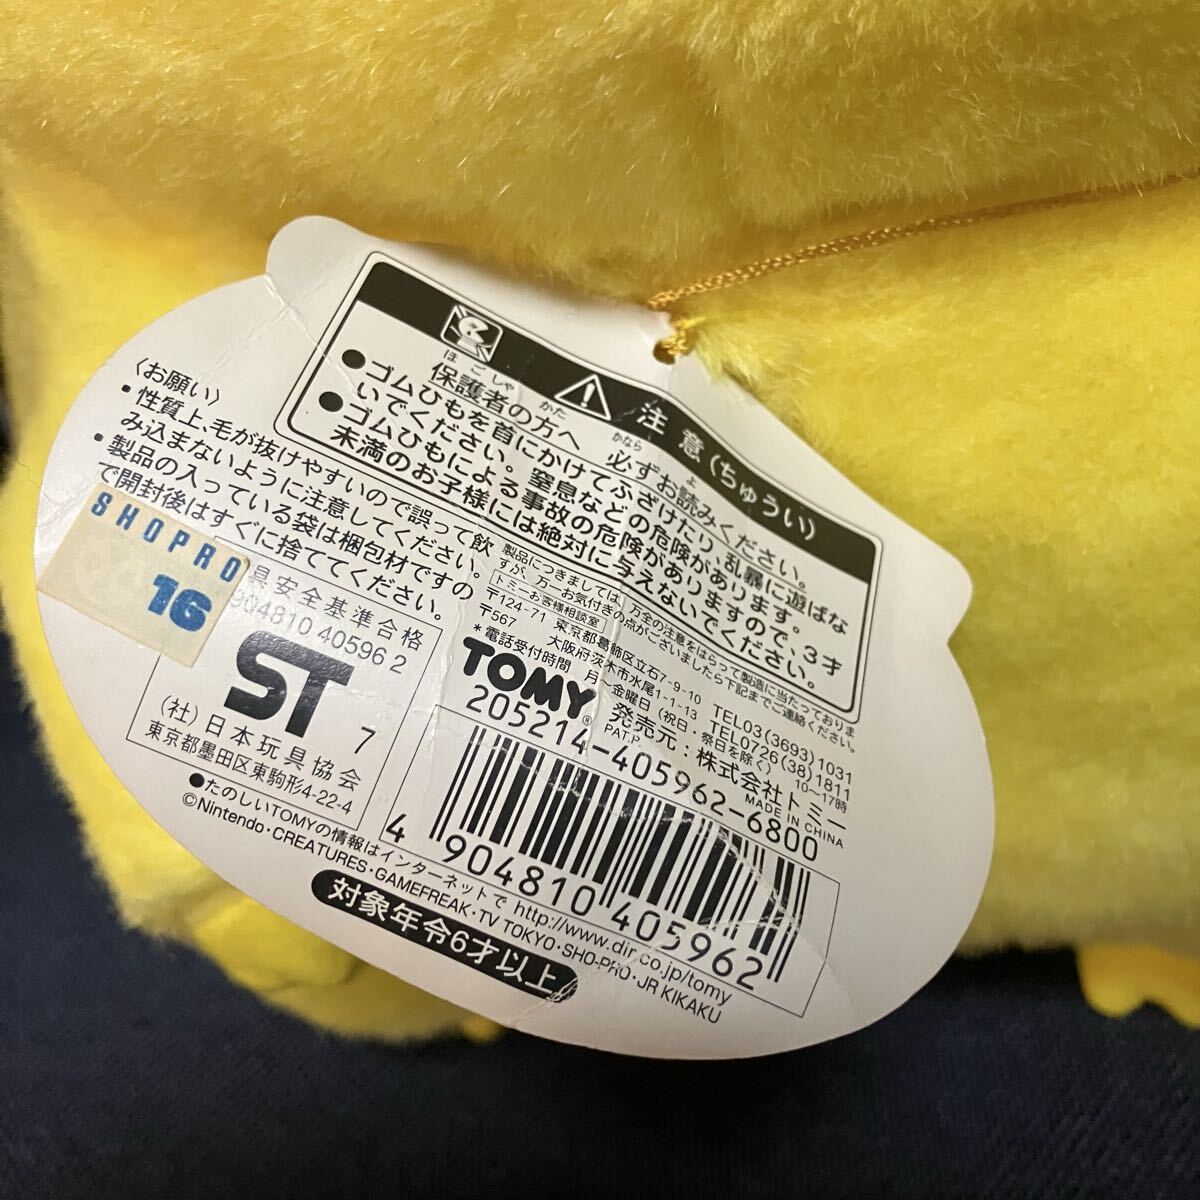 注意(ちゅうい)
ほごしゃ かた かなら よ
保護者の方へ 必ずお読みください。
●ゴムひもを首にかけてふざけたり、乱暴に遊ばな
いでください。窒息などの危険があります。
●ゴムひもによる事故の危険がありますので、3才
未満のお子様には絶対に与えないでください。
〈お願い〉
・性質上、毛が抜けやすいので誤って飲
み込まないように注意してください。
・製品の入っている袋は梱包材ですの
で開封後はすぐに捨ててください。
SHOPRO
16
具安全基準合格
904810 40596 2
ST 7
(社)日本玩具協会
東京都墨田区東駒形4-22-4
製品につきましては、万全の注意をはらって製造に当たっておりま
すが、万一お気付きの点がございましたら下記までご連絡ください。
トミーお客様相談室
〒124-71 東京都葛飾区立石7-9-10 TEL03(3693)1031
〒567 大阪府茨木市水尾1-1-13 TEL0726(38)1811
*電話受付時間 月〜金曜日(祝日・祭日を除く) 10〜17時
TOMY® 発売元:株式会社トミー
PAT.P MADE IN CHINA
205214-405962-6800
4 904810 405962
●たのしいTOMYの情報はインターネットで http://www.dir.co.jp/tomy
©Nintendo・CREATURES・GAMEFREAK・TV TOKYO・SHO-PRO・JR KIKAKU
対象年令6才以上